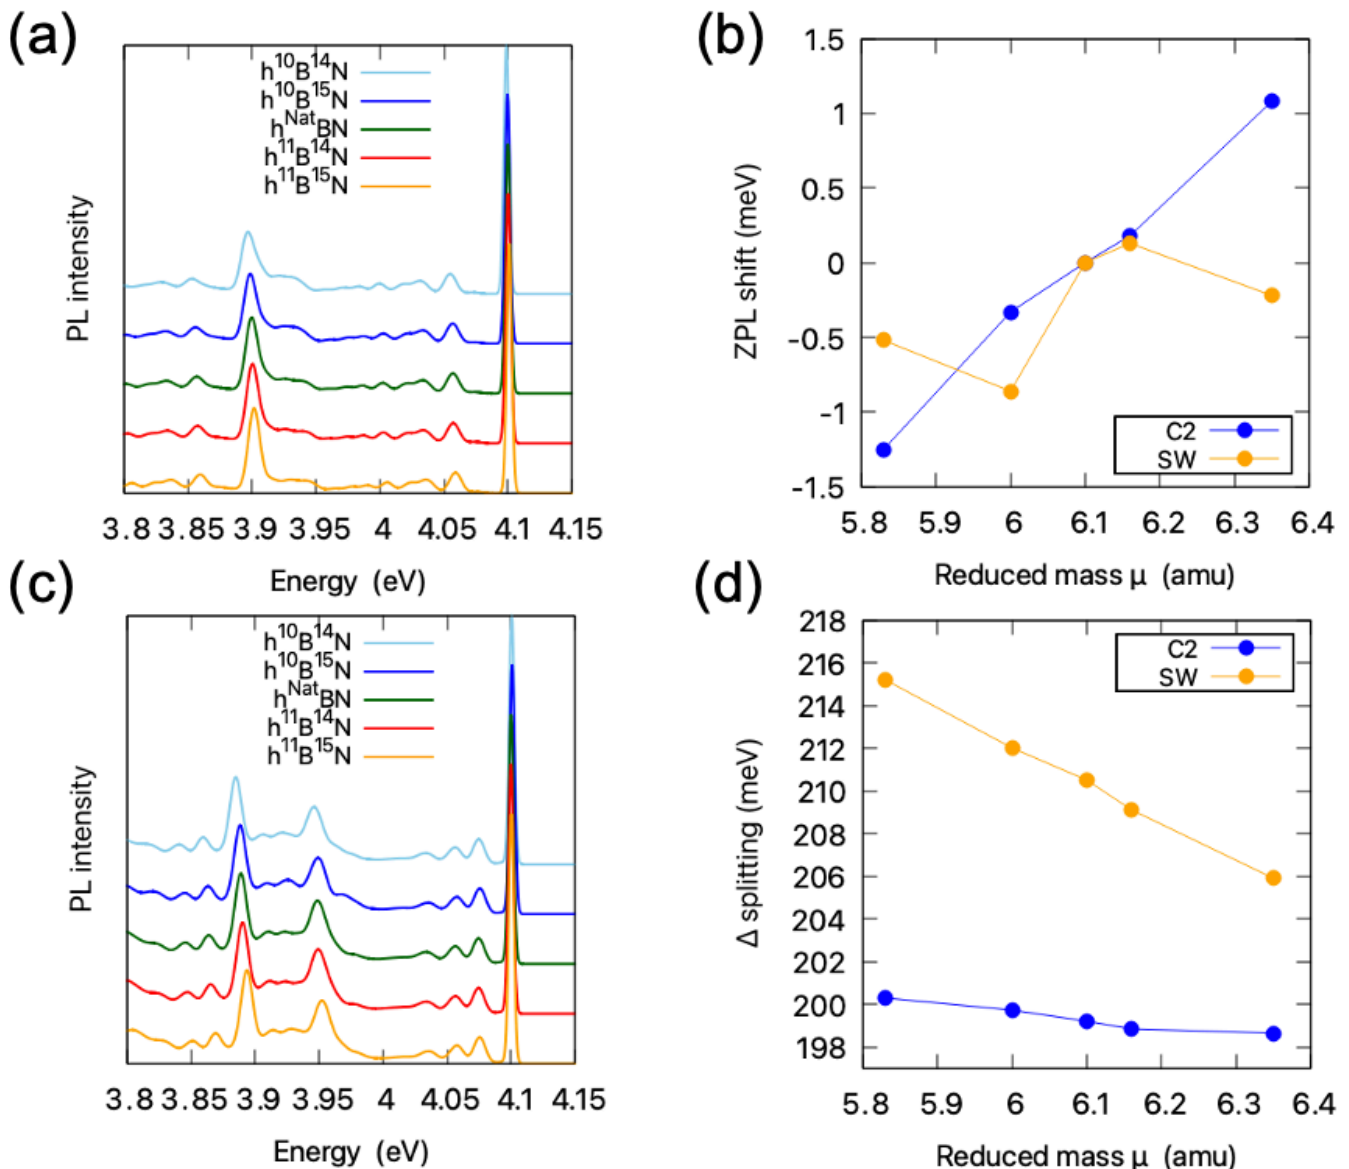 (a)
h10B14N
h10B15N
hNatBN
h11B14N
h11B15N
PL intensity
3.8 3.85 3.9 3.95 4 4.05 4.1 4.15
Energy (eV)
(b)
1.5
1
0.5
0
-0.5
-1
-1.5
ZPL shift (meV)
C2
SW
5.8 5.9 6 6.1 6.2 6.3 6.4
Reduced mass μ (amu)
(c)
h10B14N
h10B15N
hNatBN
h11B14N
h11B15N
PL intensity
3.8 3.85 3.9 3.95 4 4.05 4.1 4.15
Energy (eV)
(d)
218
216
214
212
210
208
206
204
202
200
198
Δ splitting (meV)
C2
SW
5.8 5.9 6 6.1 6.2 6.3 6.4
Reduced mass μ (amu)